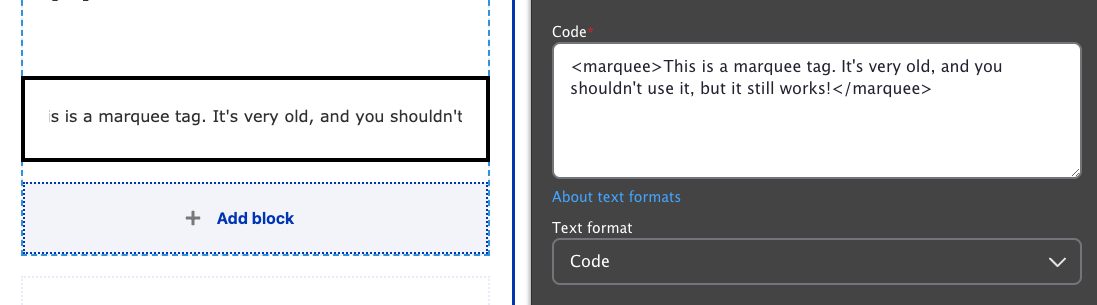 is is a marquee tag. It's very old, and you shouldn't
+ Add block
Code*
<marquee>This is a marquee tag. It's very old, and you
shouldn't use it, but it still works!</marquee>
About text formats
Text format
Code